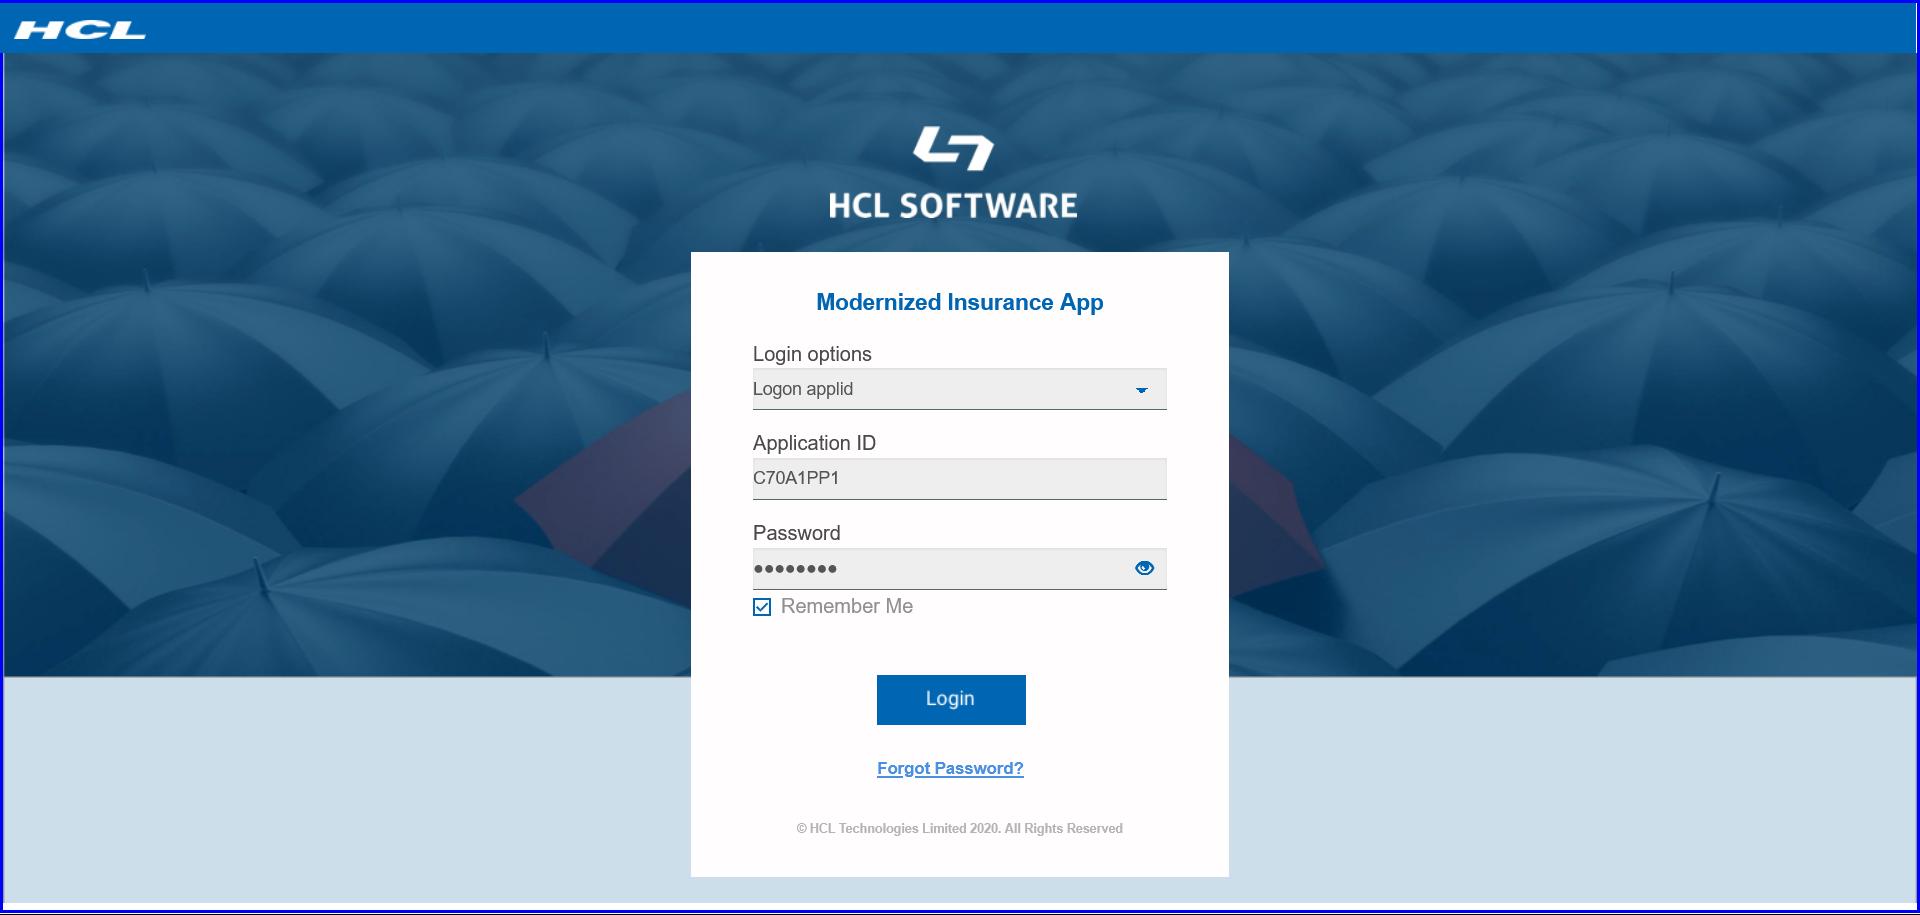 HCL
HCL SOFTWARE
Modernized Insurance App
Login options
Logon applid
Application ID
C70A1PP1
Password
●●●●●●●●
Remember Me
Login
Forgot Password?
© HCL Technologies Limited 2020. All Rights Reserved